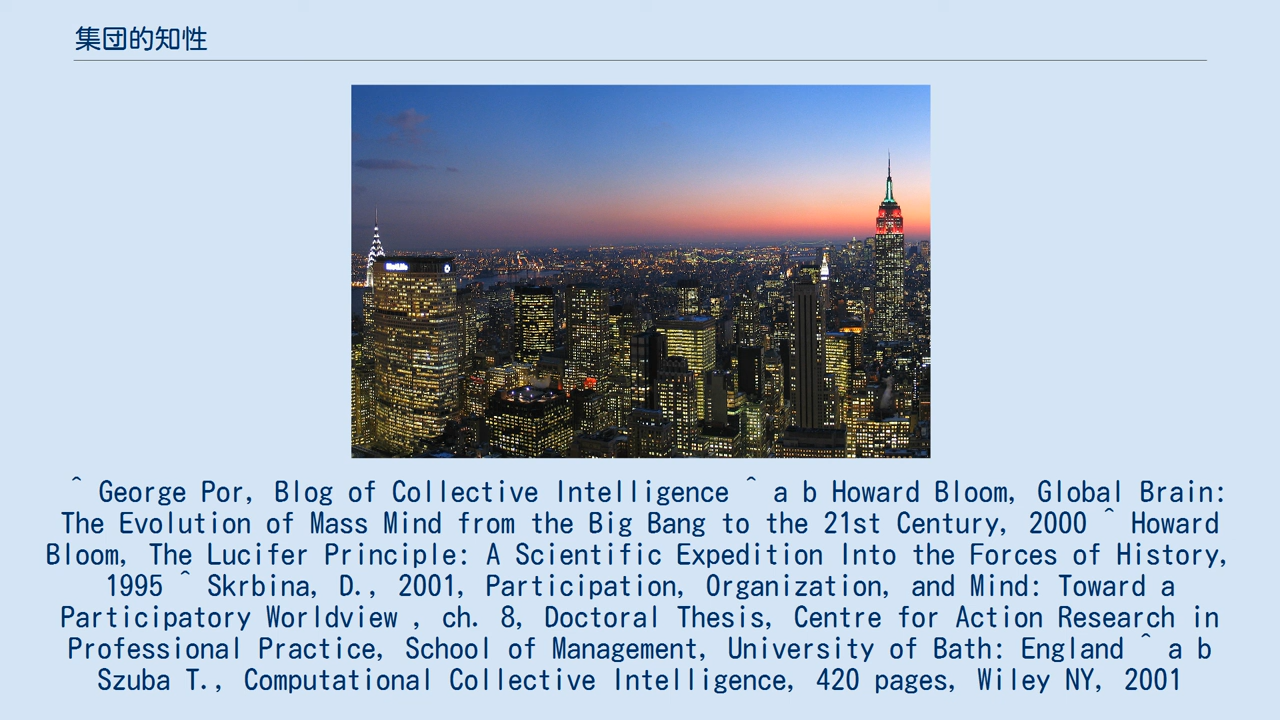 集団的知性
MetLife
^ George Por, Blog of Collective Intelligence ^ a b Howard Bloom, Global Brain:
The Evolution of Mass Mind from the Big Bang to the 21st Century, 2000 ^ Howard
Bloom, The Lucifer Principle: A Scientific Expedition Into the Forces of History,
1995 ^ Skrbina, D., 2001, Participation, Organization, and Mind: Toward a
Participatory Worldview , ch. 8, Doctoral Thesis, Centre for Action Research in
Professional Practice, School of Management, University of Bath: England ^ a b
Szuba T., Computational Collective Intelligence, 420 pages, Wiley NY, 2001